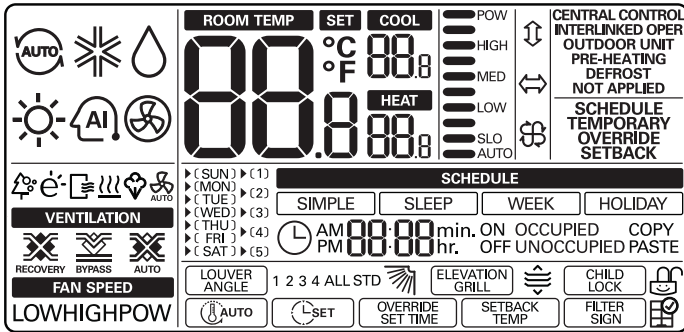 ROOM TEMP SET COOL
AUTO
°C
°F
88.8
88.8
HEAT
88.8
POW
HIGH
MED
LOW
SLO
AUTO
CENTRAL CONTROL
INTERLINKED OPER
OUTDOOR UNIT
PRE-HEATING
DEFROST
NOT APPLIED
SCHEDULE
TEMPORARY
OVERRIDE
SETBACK
AI
AUTO
VENTILATION
RECOVERY BYPASS AUTO
FAN SPEED
LOWHIGHPOW
(SUN) (1)
(MON)
(TUE) (2)
(WED) (3)
(THU)
(FRI) (4)
(SAT) (5)
SCHEDULE
SIMPLE SLEEP WEEK HOLIDAY
AM 88:88 min. ON OCCUPIED COPY
PM hr. OFF UNOCCUPIED PASTE
LOUVER ANGLE 1 2 3 4 ALL STD ELEVATION GRILL CHILD LOCK
AUTO SET OVERRIDE SET TIME SETBACK TEMP FILTER SIGN